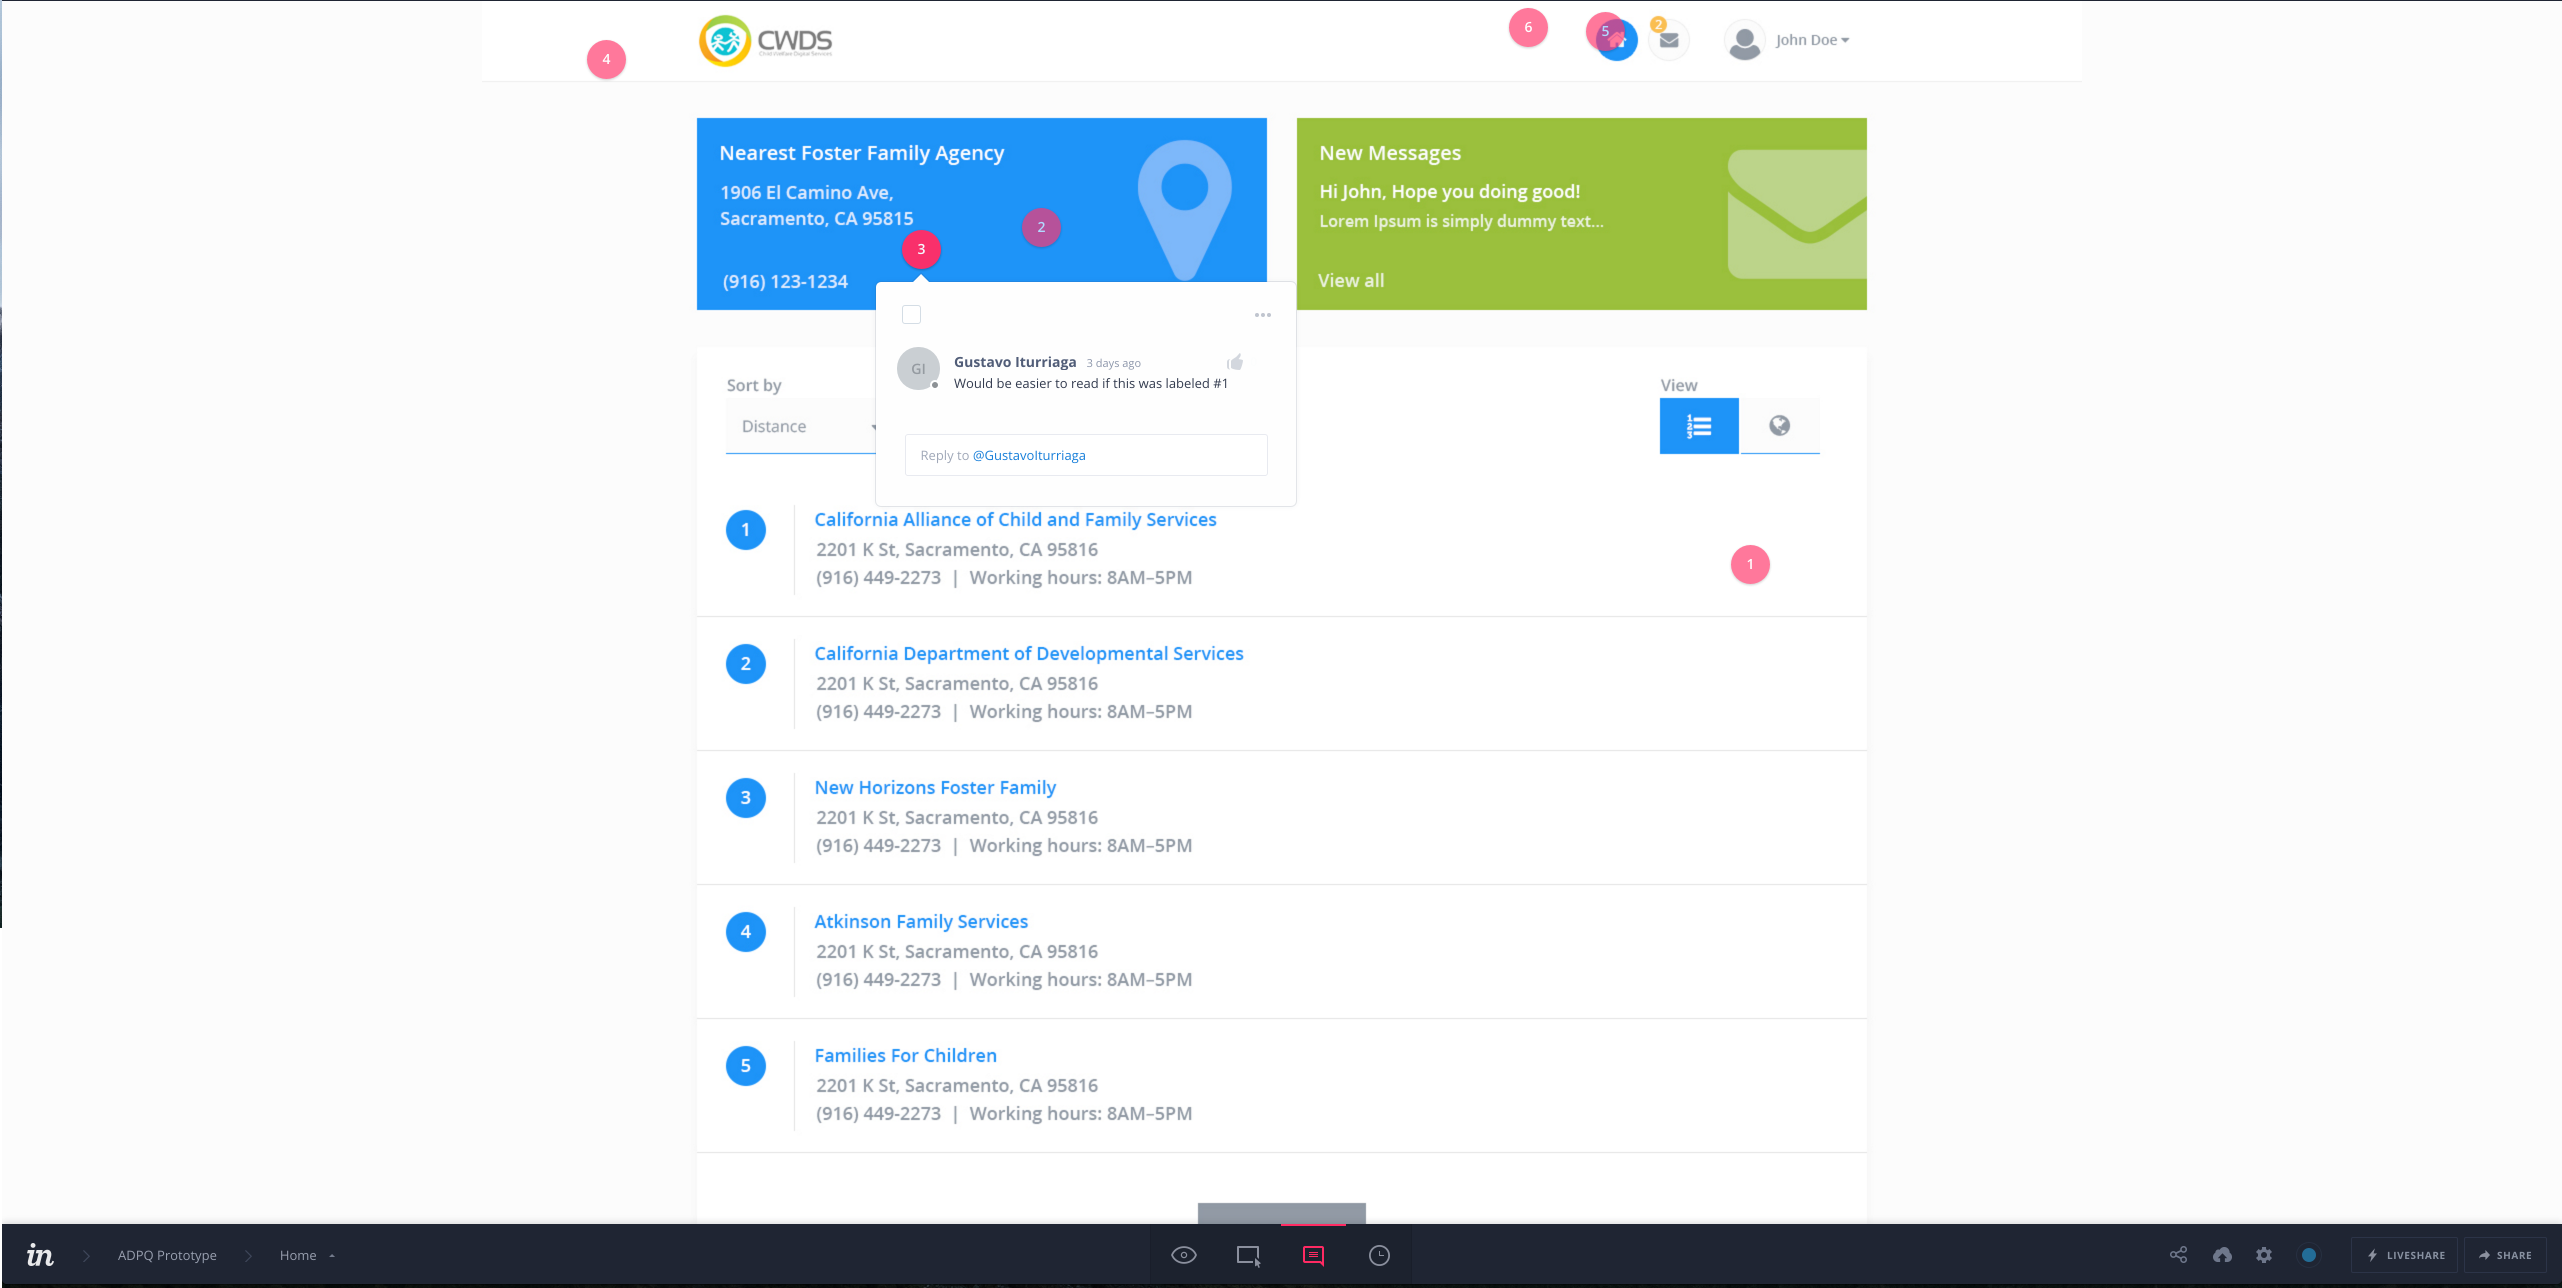 4
CWDS
Child Welfare Digital Services
6
5
2
John Doe
Nearest Foster Family Agency
1906 El Camino Ave,
Sacramento, CA 95815
2
3
(916) 123-1234
New Messages
Hi John, Hope you doing good!
Lorem Ipsum is simply dummy text...
View all
GI
Gustavo Iturriaga 3 days ago
Would be easier to read if this was labeled #1
Reply to @GustavoIturriaga
Sort by
Distance
View
1
2
3
1
California Alliance of Child and Family Services
2201 K St, Sacramento, CA 95816
(916) 449-2273 | Working hours: 8AM–5PM
1
2
California Department of Developmental Services
2201 K St, Sacramento, CA 95816
(916) 449-2273 | Working hours: 8AM–5PM
3
New Horizons Foster Family
2201 K St, Sacramento, CA 95816
(916) 449-2273 | Working hours: 8AM–5PM
4
Atkinson Family Services
2201 K St, Sacramento, CA 95816
(916) 449-2273 | Working hours: 8AM–5PM
5
Families For Children
2201 K St, Sacramento, CA 95816
(916) 449-2273 | Working hours: 8AM–5PM
in
ADPQ Prototype
Home
LIVESHARE
SHARE